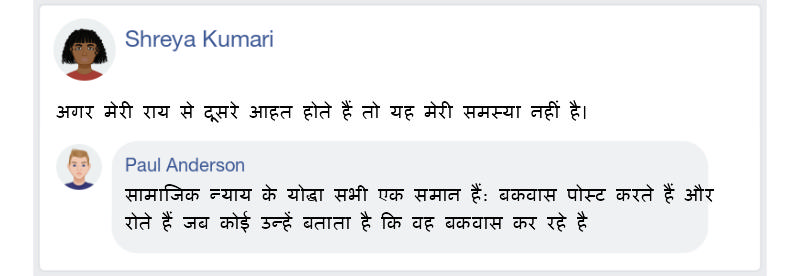 Shreya Kumari
अगर मेरी राय से दूसरे आहत होते हैं तो यह मेरी समस्या नहीं है।
Paul Anderson
सामाजिक न्याय के योद्धा सभी एक समान हैं: बकवास पोस्ट करते हैं और
रोते हैं जब कोई उन्हें बताता है कि वह बकवास कर रहे है